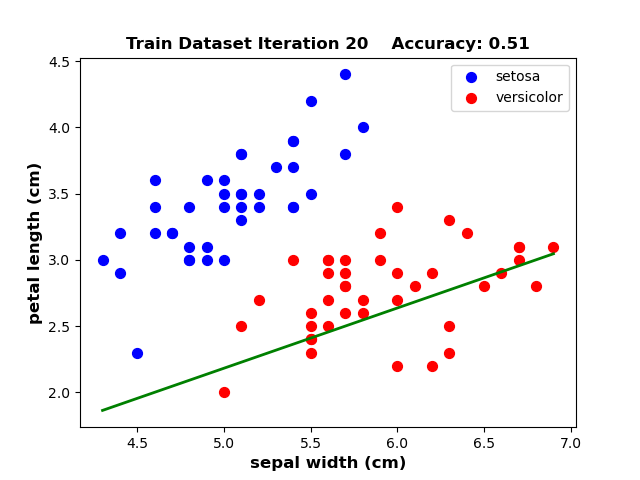 Train Dataset Iteration 20    Accuracy: 0.51
setosa
versicolor
4.5
4.0
3.5
3.0
2.5
2.0
petal length (cm)
4.5 5.0 5.5 6.0 6.5 7.0
sepal width (cm)